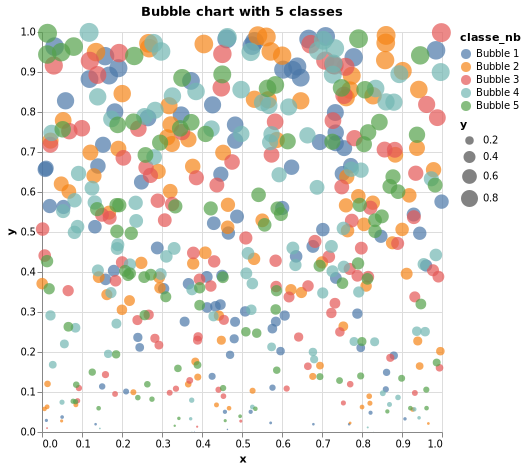 Bubble chart with 5 classes
1.0
0.9
0.8
0.7
0.6
0.5
0.4
0.3
0.2
0.1
0.0
y
0.0 0.1 0.2 0.3 0.4 0.5 0.6 0.7 0.8 0.9 1.0
x
classe_nb
Bubble 1
Bubble 2
Bubble 3
Bubble 4
Bubble 5
y
0.2
0.4
0.6
0.8